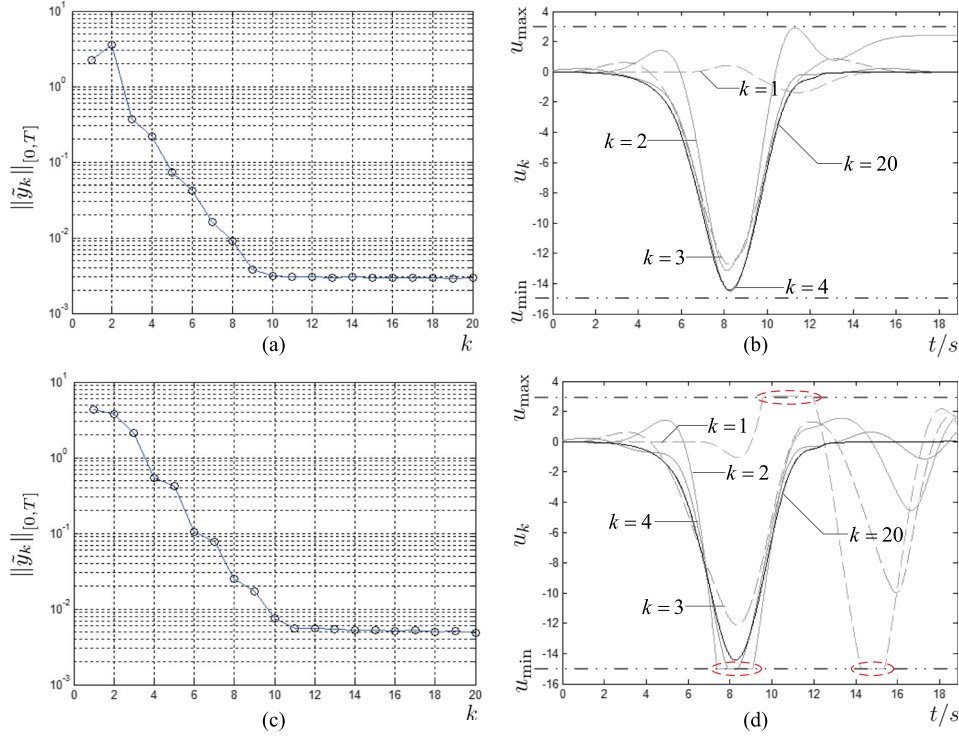 10^1
10^0
10^-1
10^-2
10^-3
||ỹ_k||_[0,T]
0 2 4 6 8 10 12 14 16 18 20
k
(a)
4
2
0
-2
-4
-6
-8
-10
-12
-14
-16
u_max
u_k
u_min
k = 1
k = 2
k = 20
k = 3
k = 4
0 2 4 6 8 10 12 14 16 18
t/s
(b)
10^1
10^0
10^-1
10^-2
10^-3
||ỹ_k||_[0,T]
0 2 4 6 8 10 12 14 16 18 20
k
(c)
4
2
0
-2
-4
-6
-8
-10
-12
-14
-16
u_max
u_k
u_min
k = 1
k = 2
k = 4
k = 20
k = 3
0 2 4 6 8 10 12 14 16 18
t/s
(d)